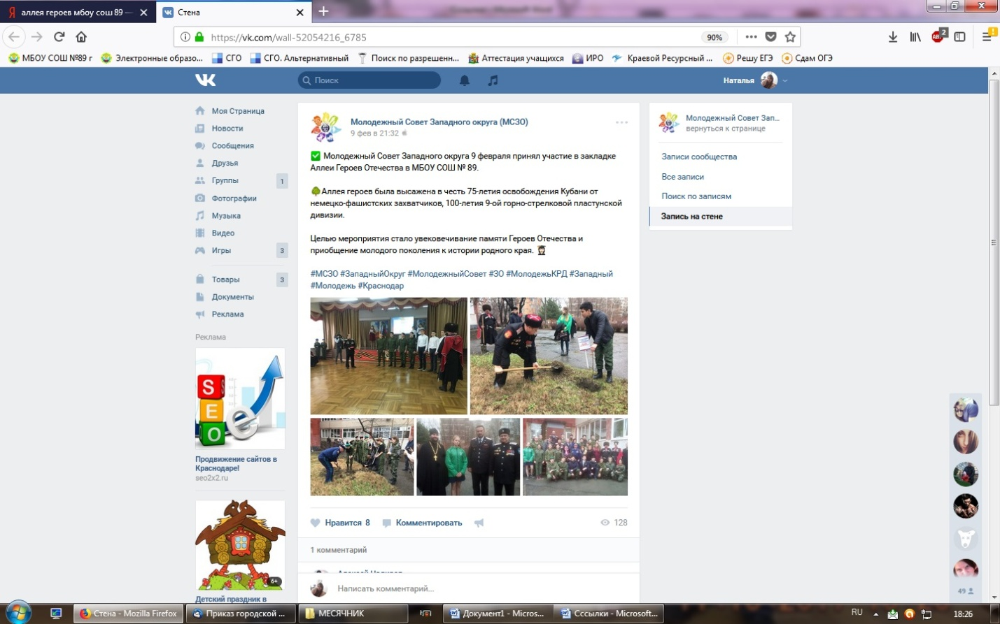 аллея героев мбоу сош 89 —
Стена
https://vk.com/wall-52054216_6785
90%
2
МБОУ СОШ №89 г
Электронные образо...
СГО
СГО. Альтернативный
Поиск по разрешенн...
Аттестация учащихся
ИРО
Краевой Ресурсный ...
Решу ЕГЭ
Сдам ОГЭ
Поиск
Наталья
Моя Страница
Новости
Сообщения
Друзья
Группы 1
Фотографии
Музыка
Видео
Игры 3
Товары 3
Документы
Реклама
Реклама
SEO
Продвижение сайтов в
Краснодаре!
seo2x2.ru
6+
Детский праздник в
Молодежный Совет Западного округа (МСЗО)
9 фев в 21:32
✅ Молодежный Совет Западного округа 9 февраля принял участие в закладке
Аллеи Героев Отечества в МБОУ СОШ № 89.
🌳Аллея героев была высажена в честь 75-летия освобождения Кубани от
немецко-фашистских захватчиков, 100-летия 9-ой горно-стрелковой пластунской
дивизии.
Целью мероприятия стало увековечивание памяти Героев Отечества и
приобщение молодого поколения к истории родного края. 👩🏻‍🎓
#МСЗО #ЗападныйОкруг #МолодежныйСовет #ЗО #МолодежьКРД #Западный
#Молодежь #Краснодар
Нравится 8
Комментировать
128
1 комментарий
Написать комментарий...
Молодежный Совет Зап...
вернуться к странице
Записи сообщества
Все записи
Поиск по записям
Запись на стене
49
Стена - Mozilla Firefox
Приказ городской ...
МЕСЯЧНИК
Документ1 - Micros...
Сссылки - Microsoft...
RU
18:26